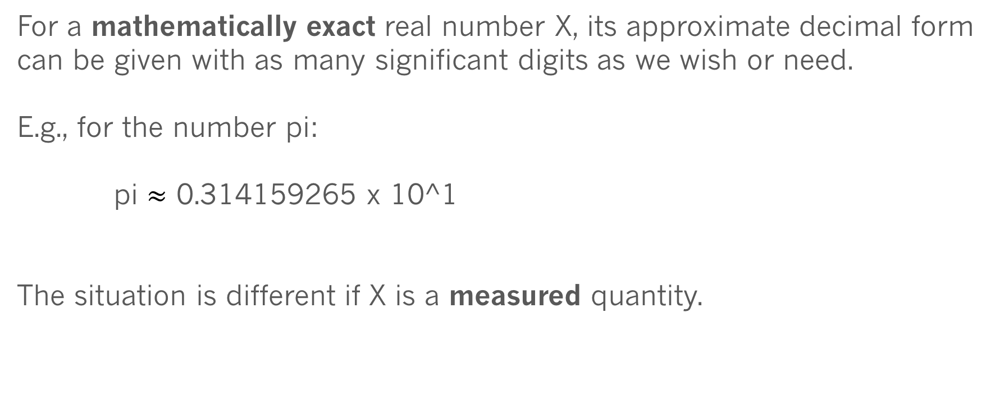 For a mathematically exact real number X, its approximate decimal form
can be given with as many significant digits as we wish or need.
E.g., for the number pi:
pi ≈ 0.314159265 x 10^1
The situation is different if X is a measured quantity.